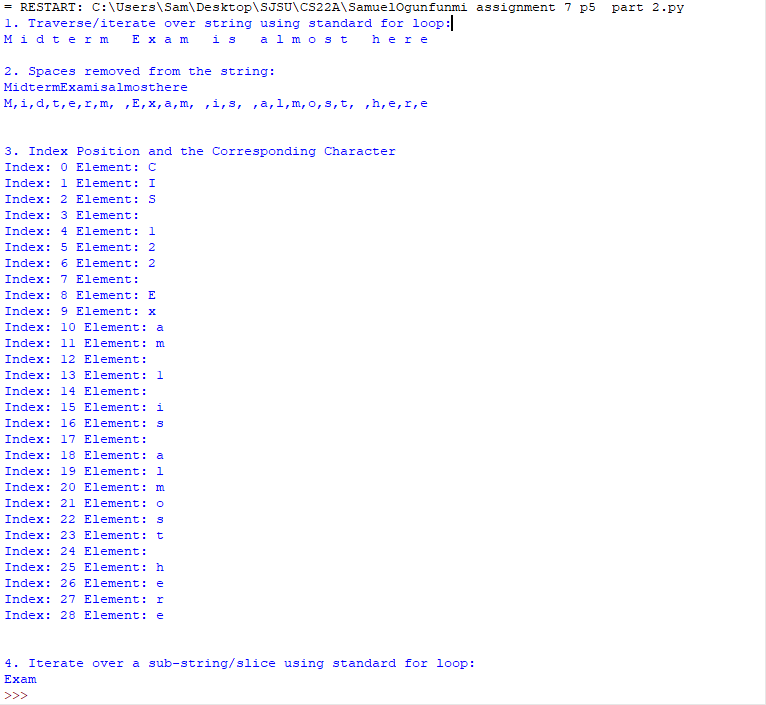 = RESTART: C:\Users\Sam\Desktop\SJSU\CS22A\SamuelOgunfunmi assignment 7 p5  part 2.py
1. Traverse/iterate over string using standard for loop:
M i d t e r m   E x a m   i s   a l m o s t   h e r e
2. Spaces removed from the string:
MidtermExamisalmosthere
M,i,d,t,e,r,m, ,E,x,a,m, ,i,s, ,a,l,m,o,s,t, ,h,e,r,e
3. Index Position and the Corresponding Character
Index: 0 Element: C
Index: 1 Element: I
Index: 2 Element: S
Index: 3 Element:
Index: 4 Element: 1
Index: 5 Element: 2
Index: 6 Element: 2
Index: 7 Element:
Index: 8 Element: E
Index: 9 Element: x
Index: 10 Element: a
Index: 11 Element: m
Index: 12 Element:
Index: 13 Element: 1
Index: 14 Element:
Index: 15 Element: i
Index: 16 Element: s
Index: 17 Element:
Index: 18 Element: a
Index: 19 Element: l
Index: 20 Element: m
Index: 21 Element: o
Index: 22 Element: s
Index: 23 Element: t
Index: 24 Element:
Index: 25 Element: h
Index: 26 Element: e
Index: 27 Element: r
Index: 28 Element: e
4. Iterate over a sub-string/slice using standard for loop:
Exam
>>>